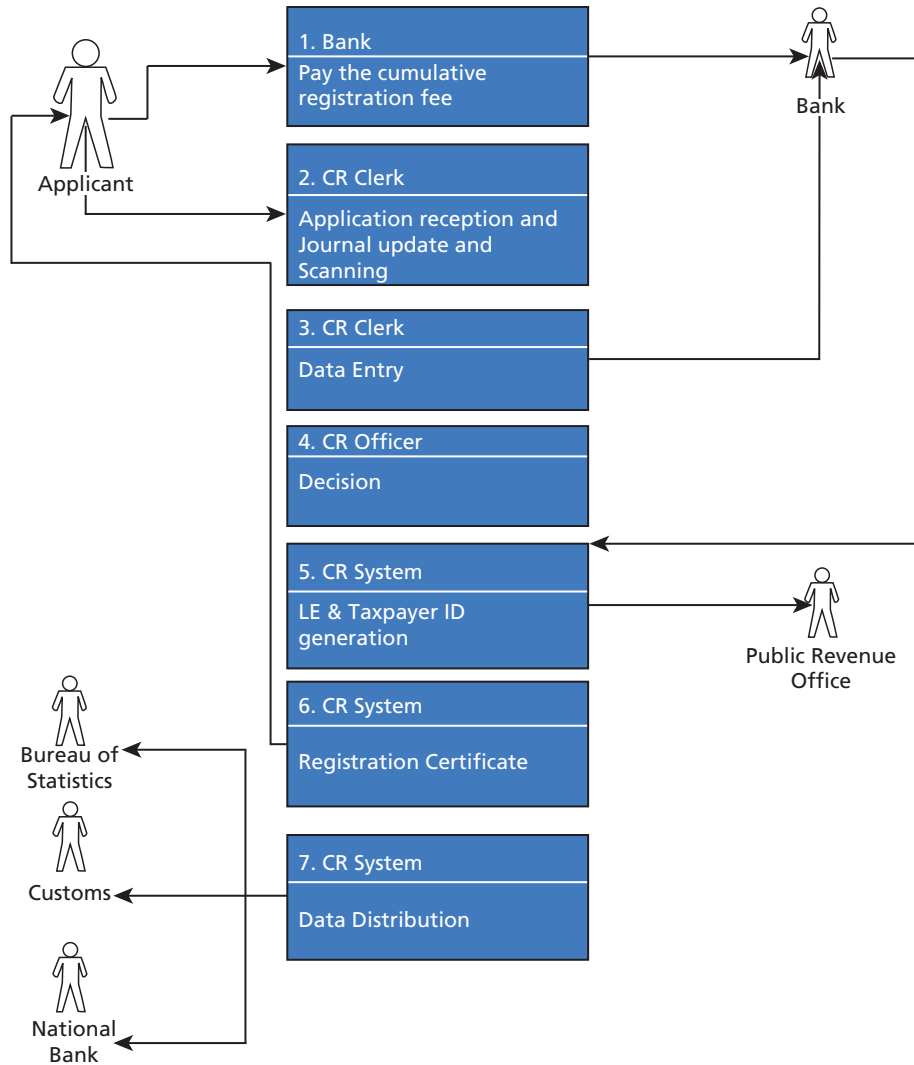 1. Bank
Pay the cumulative
registration fee
Bank
Applicant
2. CR Clerk
Application reception and
Journal update and
Scanning
3. CR Clerk
Data Entry
4. CR Officer
Decision
5. CR System
LE & Taxpayer ID
generation
Public Revenue
Office
6. CR System
Registration Certificate
Bureau of
Statistics
7. CR System
Data Distribution
Customs
National
Bank